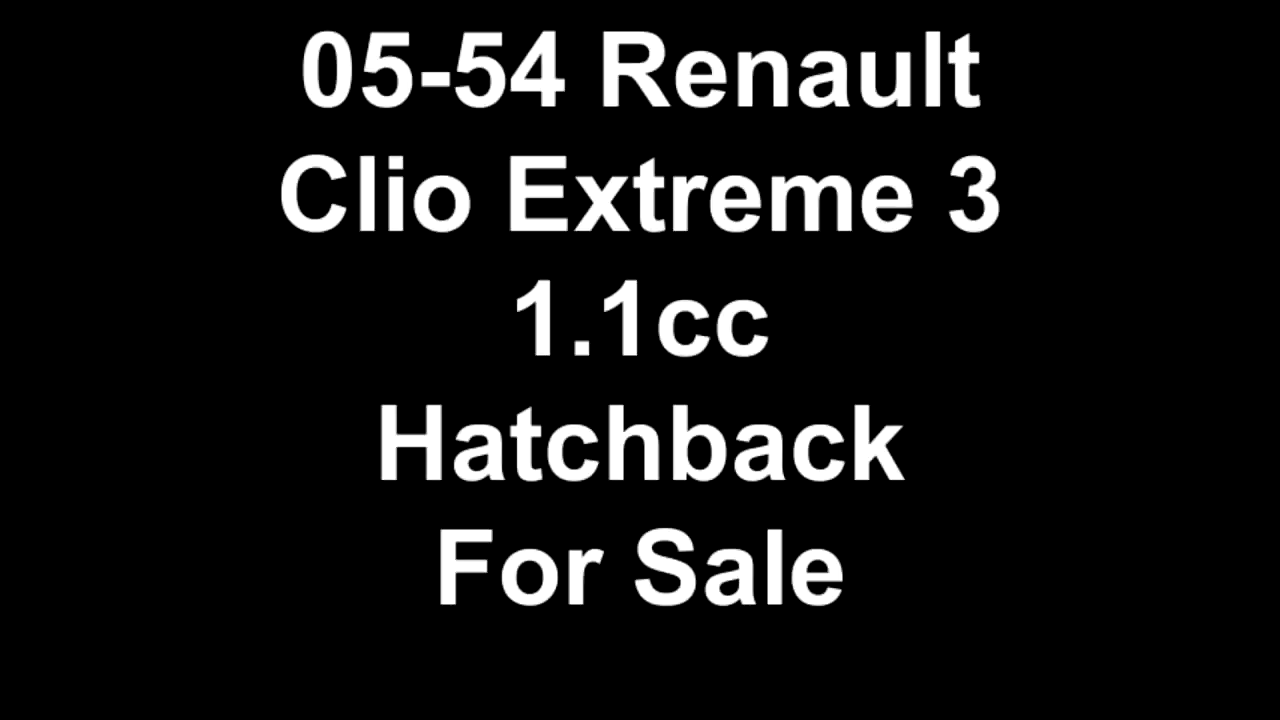 05-54 Renault
Clio Extreme 3
1.1cc
Hatchback
For Sale